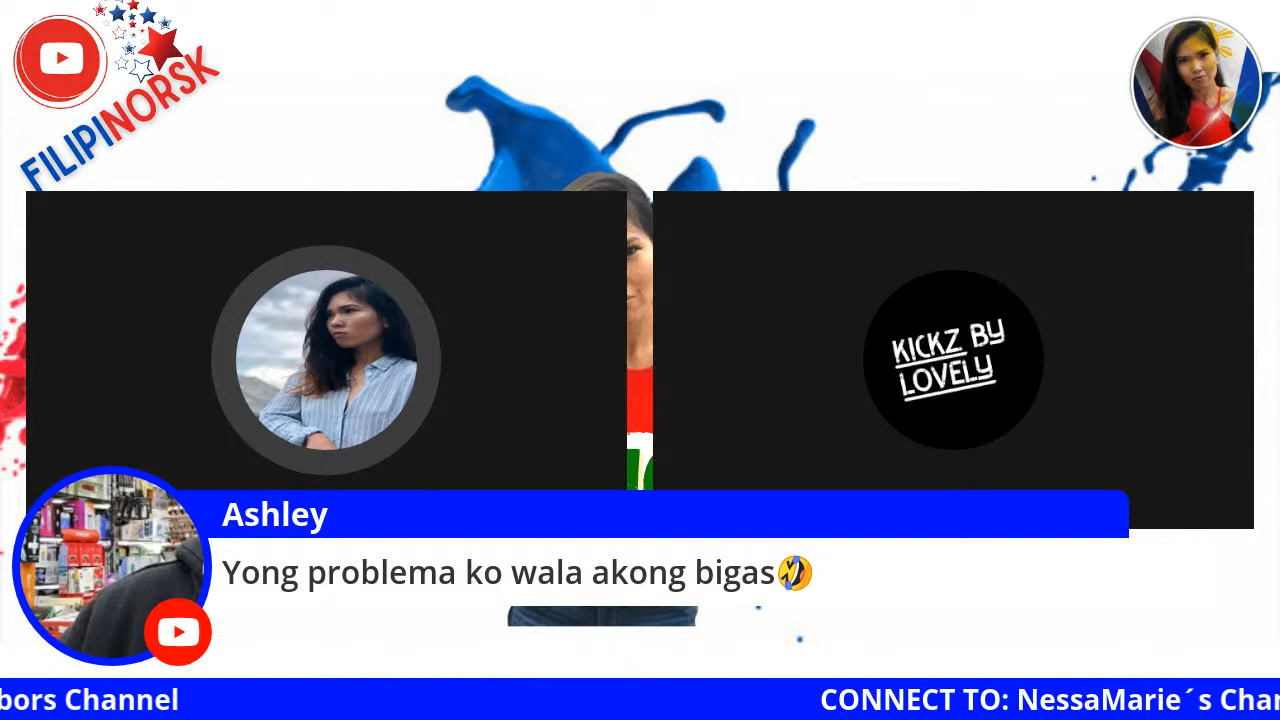 FILIPINORSK
KICKZ BY
LOVELY
Ashley
Yong problema ko wala akong bigas🤣
bors Channel
CONNECT TO: NessaMarie´s Chan